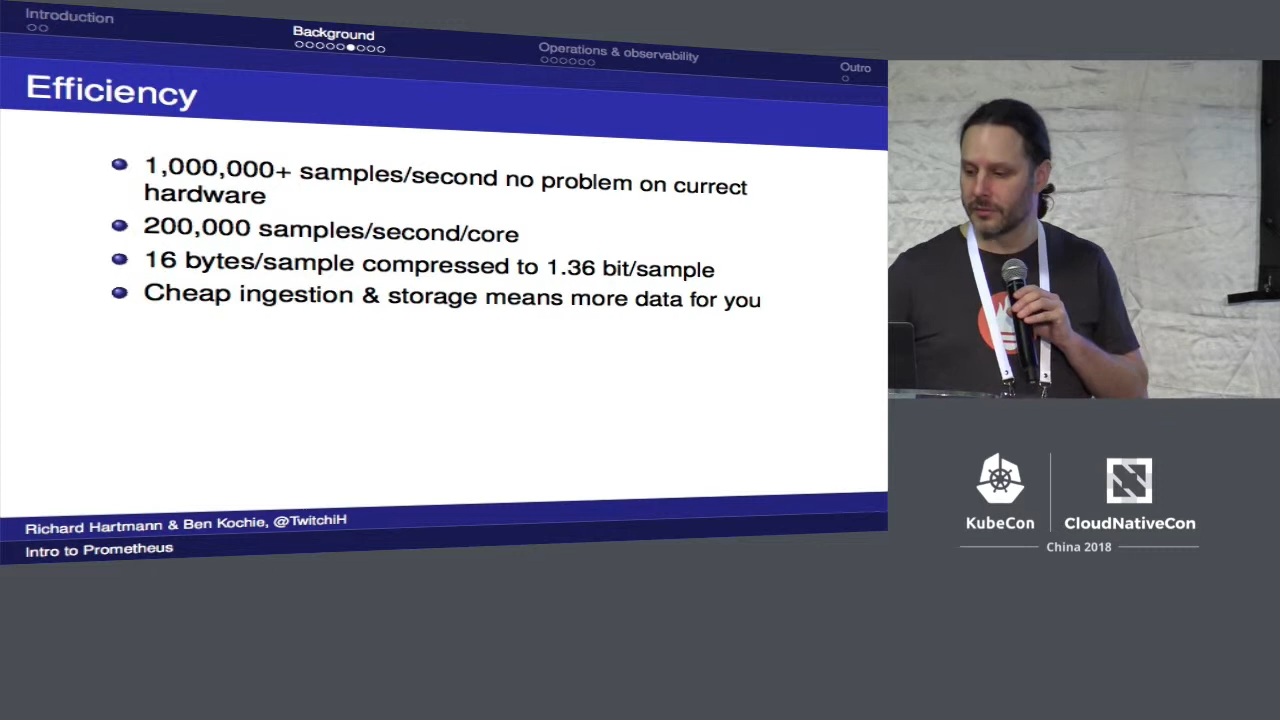 Introduction
Background
Operations & observability
Outro
Efficiency
1,000,000+ samples/second no problem on currect
hardware
200,000 samples/second/core
16 bytes/sample compressed to 1.36 bit/sample
Cheap ingestion & storage means more data for you
Richard Hartmann & Ben Kochie, @TwitchiH
Intro to Prometheus
KubeCon
CloudNativeCon
China 2018